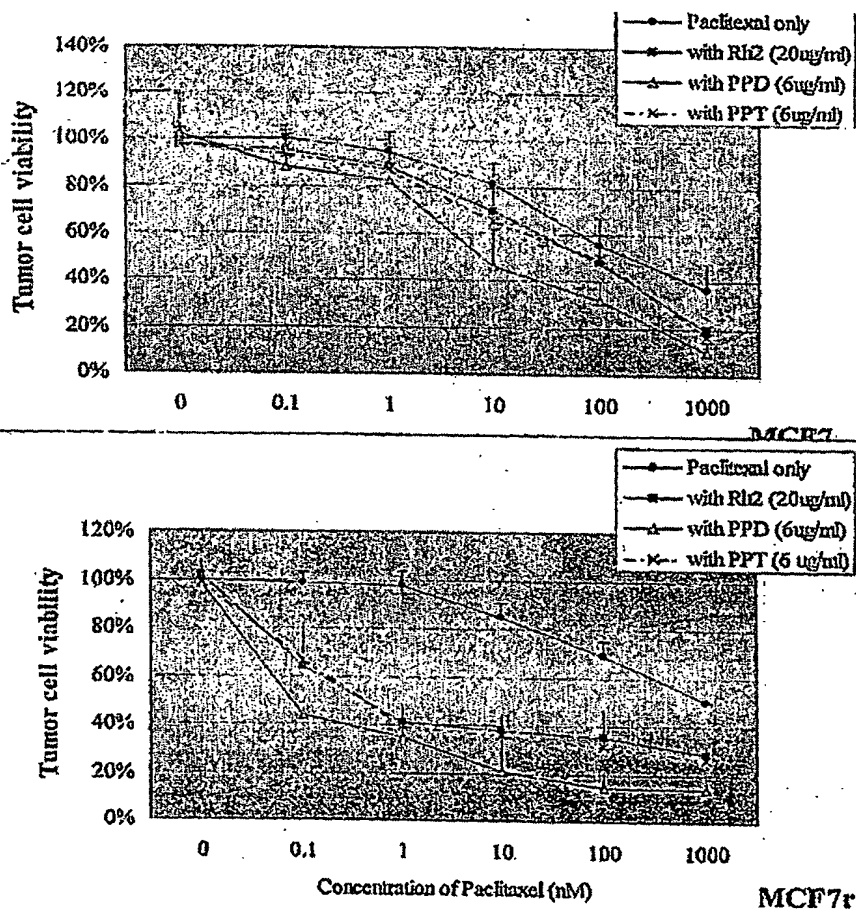 Paclitexal only
with Rh2 (20ug/ml)
with PPD (6ug/ml)
with PPT (6ug/ml)
140%
120%
100%
80%
60%
40%
20%
0%
Tumor cell viability
0 0.1 1 10 100 1000
MCF7
Paclitexal only
with Rh2 (20ug/ml)
with PPD (6ug/ml)
with PPT (6 ug/ml)
120%
100%
80%
60%
40%
20%
0%
Tumor cell viability
0 0.1 1 10 100 1000
Concentration of Paclitaxel (nM)
MCF7r